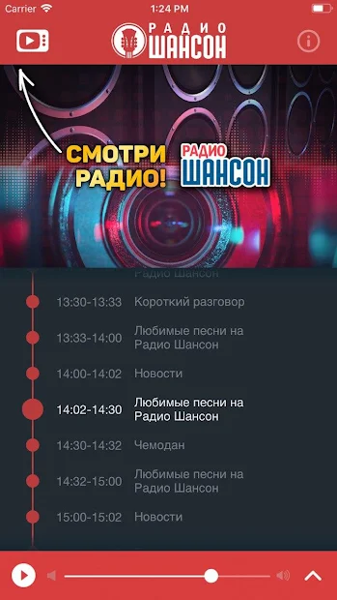 Carrier 1:24 PM
РАДИО
ШАНСОН
СМОТРИ
РАДИО!
РАДИО
ШАНСОН
Радио Шансон
13:30-13:33 Короткий разговор
13:33-14:00 Любимые песни на
Радио Шансон
14:00-14:02 Новости
14:02-14:30 Любимые песни на
Радио Шансон
14:30-14:32 Чемодан
14:32-15:00 Любимые песни на
Радио Шансон
15:00-15:02 Новости